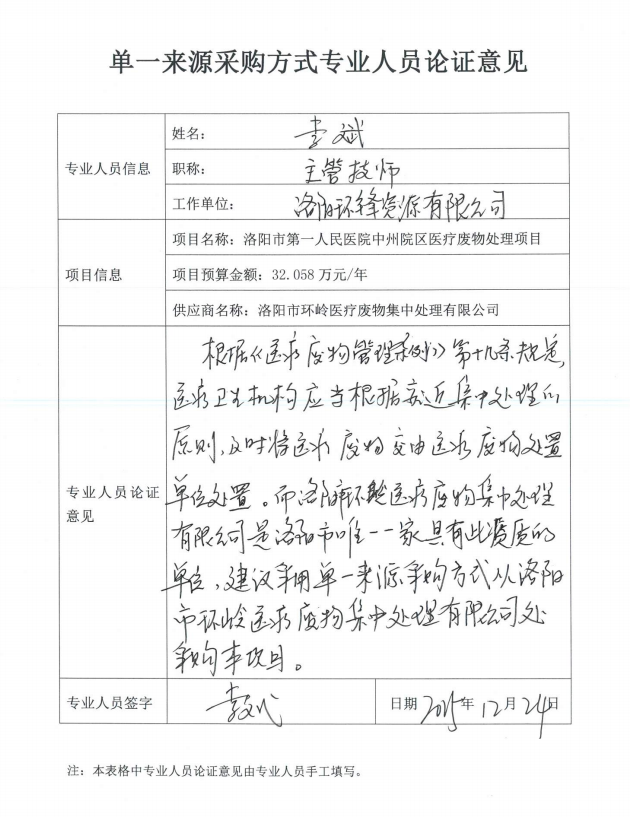 单一来源采购方式专业人员论证意见
专业人员信息
姓名：李斌
职称：主管技师
工作单位：洛阳环锋资源有限公司
项目信息
项目名称：洛阳市第一人民医院中州院区医疗废物处理项目
项目预算金额：32.058 万元/年
供应商名称：洛阳市环岭医疗废物集中处理有限公司
专业人员论证
意见
根据《医疗废物管理条例》第十九条规定，
医疗卫生机构应当根据就近集中处理的
原则，及时将医疗废物交由医疗废物处置
单位处置。而洛阳市环岭医疗废物集中处理
有限公司是洛阳市唯一一家具有此资质的
单位，建议采用单一来源采购方式从洛阳
市环岭医疗废物集中处理有限公司处
采购本项目。
专业人员签字
日期 2015年 12月 24日
注：本表格中专业人员论证意见由专业人员手工填写。